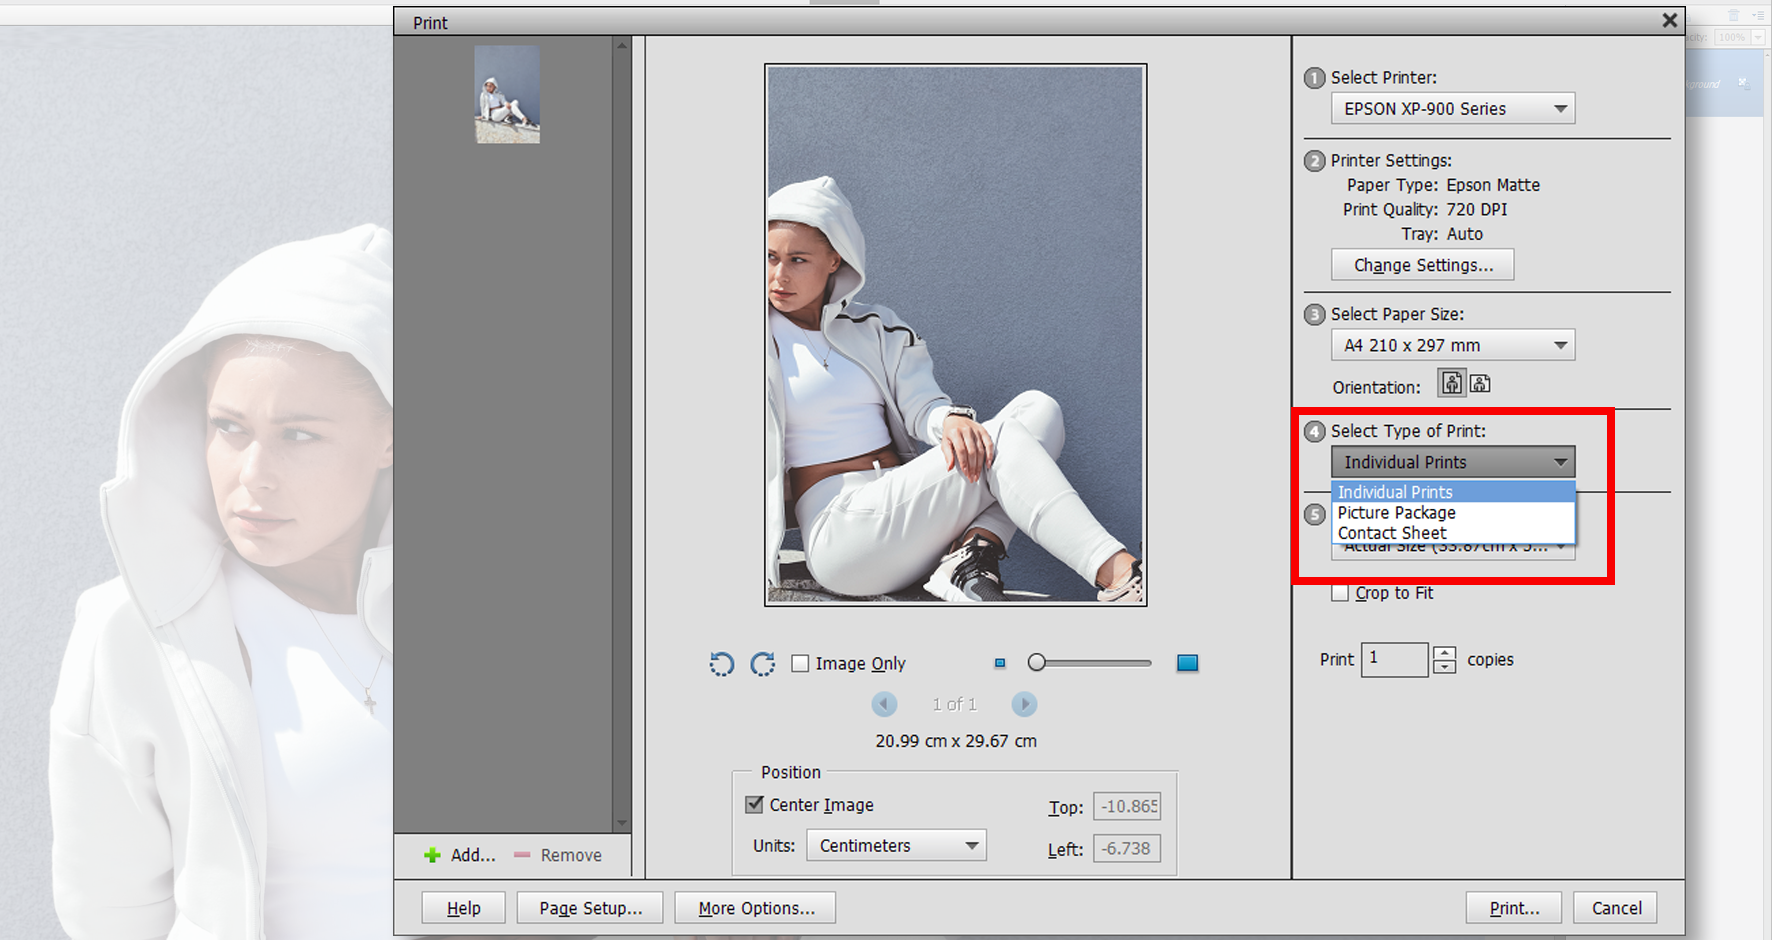 Print
1 Select Printer:
EPSON XP-900 Series
2 Printer Settings:
Paper Type: Epson Matte
Print Quality: 720 DPI
Tray: Auto
Change Settings...
3 Select Paper Size:
A4 210 x 297 mm
Orientation:
4 Select Type of Print:
Individual Prints
Individual Prints
Picture Package
Contact Sheet
5
Actual Size (33.87cm x 5...
Crop to Fit
Print 1 copies
Image Only
1 of 1
20.99 cm x 29.67 cm
Position
Center Image
Top: -10.865
Units: Centimeters
Left: -6.738
Add... Remove
Help Page Setup... More Options... Print... Cancel
100%